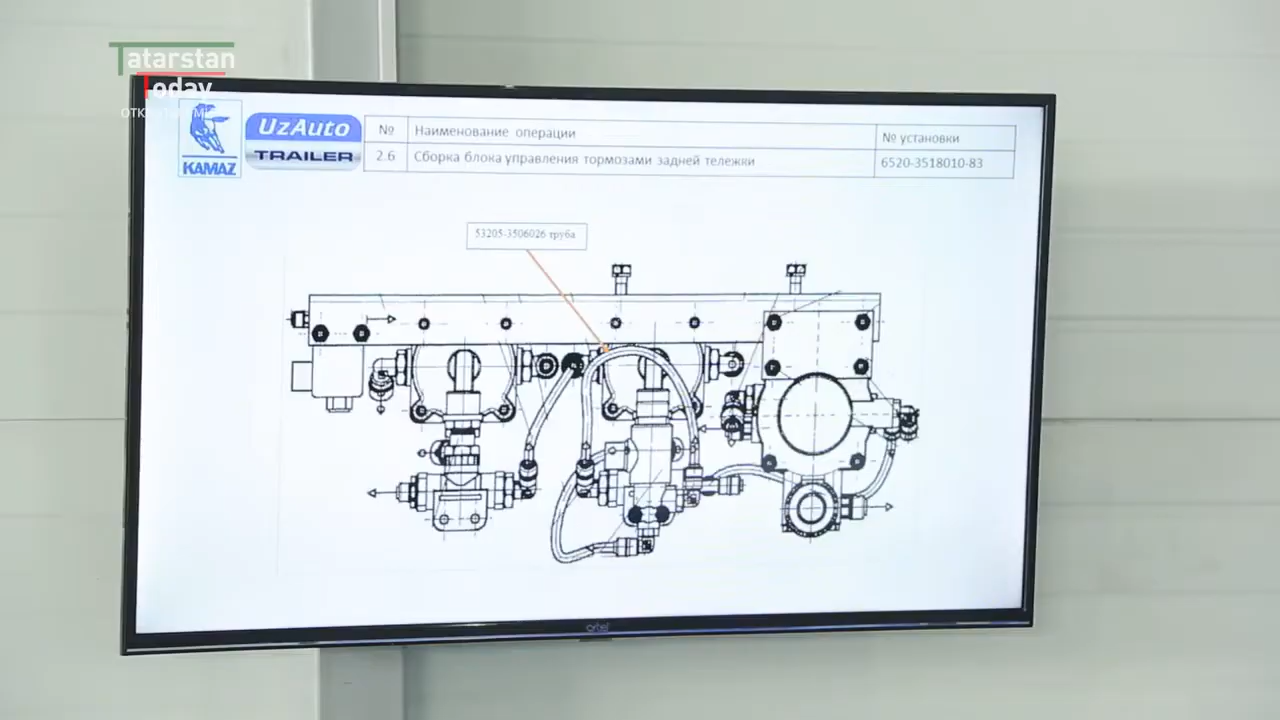 Tatarstan
Today
KAMAZ
UzAuto
TRAILER
№ Наименование операции № установки
2.6 Сборка блока управления тормозами задней тележки 6520-3518010-83
53205-3506026 труба
artel